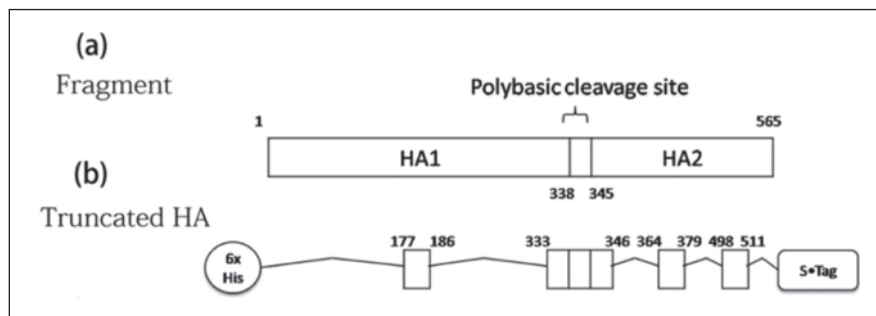 (a)
Fragment
Polybasic cleavage site
1 565
HA1 HA2
338 345
(b)
Truncated HA
177 186 333 346 364 379 498 511
6x
His
S•Tag